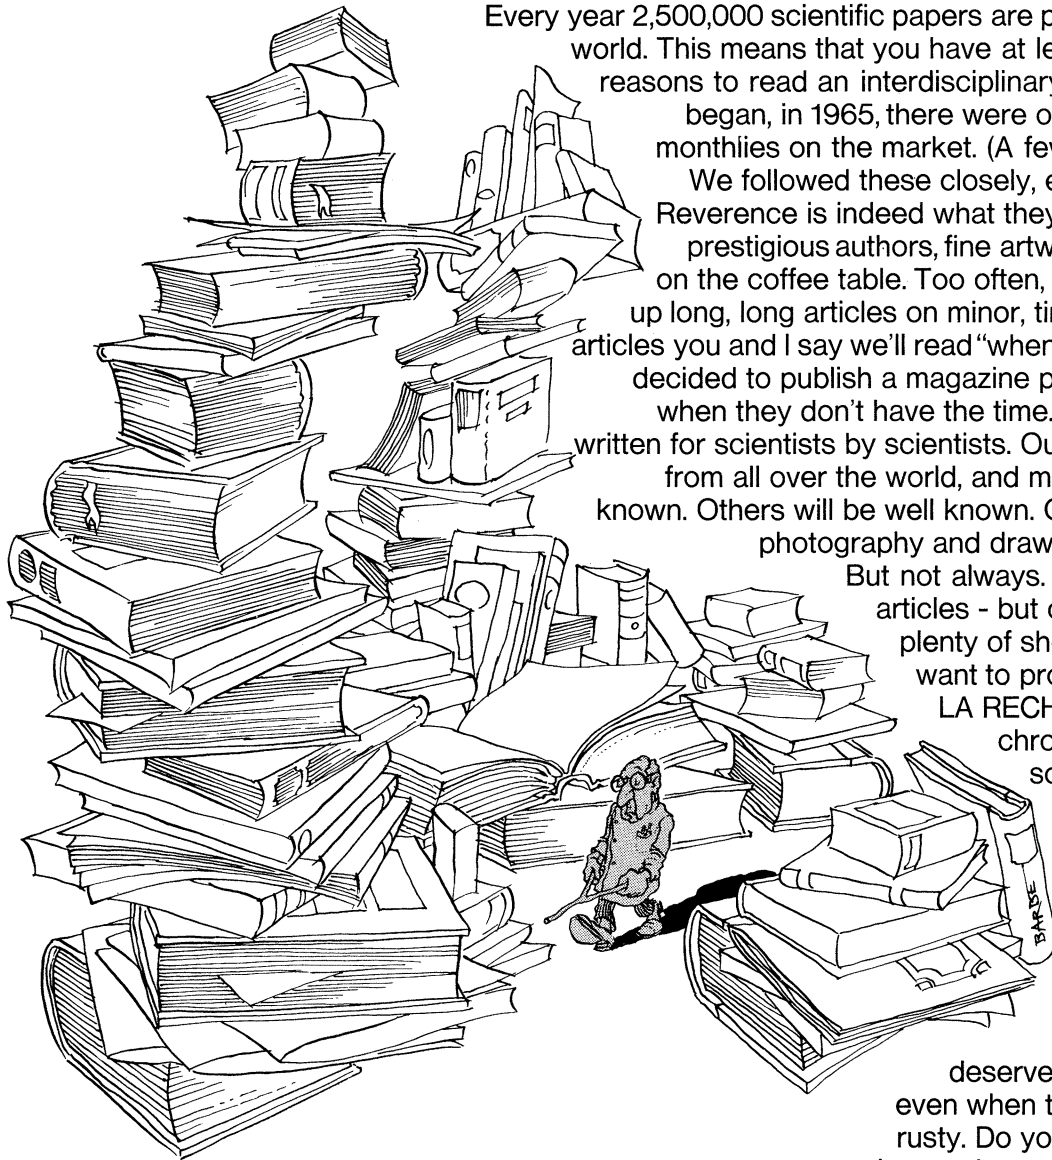 Every year 2,500,000 scientific papers are p
world. This means that you have at le
reasons to read an interdisciplinary
began, in 1965, there were o
monthlies on the market. (A few
We followed these closely, e
Reverence is indeed what they
prestigious authors, fine artw
on the coffee table. Too often,
up long, long articles on minor, tin
articles you and I say we'll read "when
decided to publish a magazine p
when they don't have the time.
written for scientists by scientists. Ou
from all over the world, and m
known. Others will be well known. O
photography and draw
But not always.
articles - but o
plenty of sh
want to pro
LA RECH
chro
sc
BARBE
deserve
even when t
rusty. Do yo